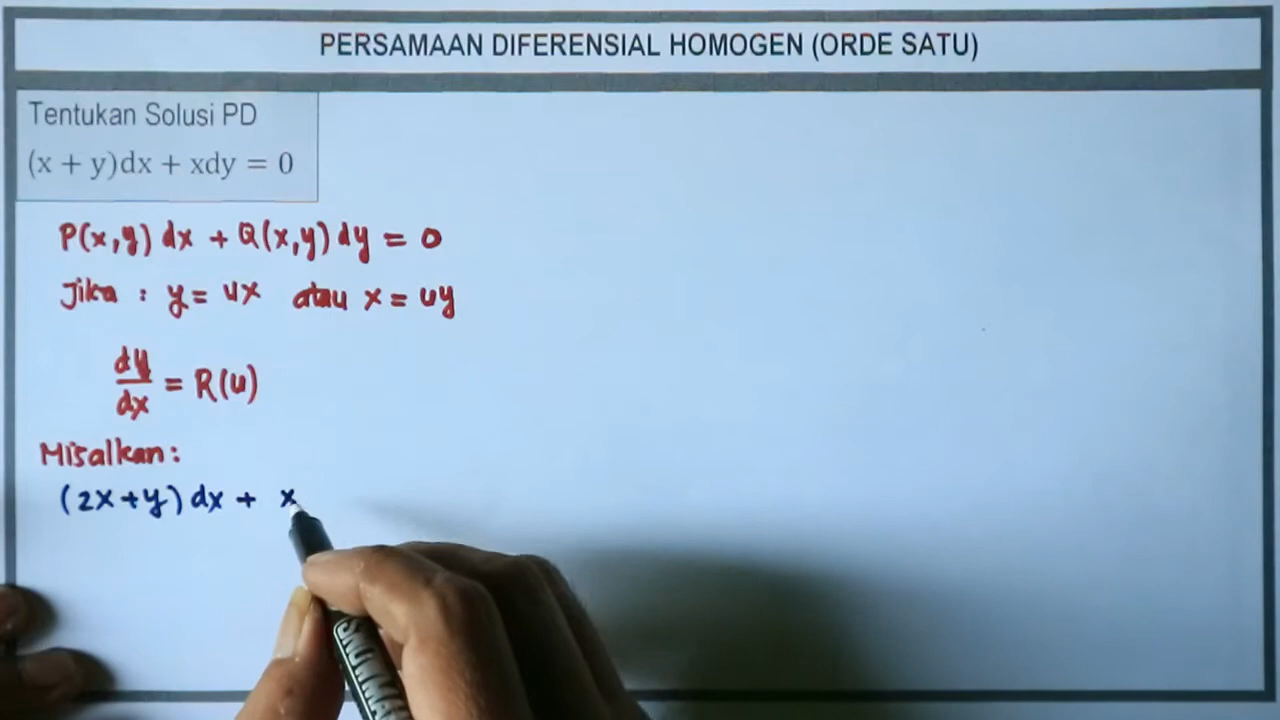 PERSAMAAN DIFERENSIAL HOMOGEN (ORDE SATU)
Tentukan Solusi PD
(x + y)dx + xdy = 0
P(x,y) dx + Q(x,y) dy = 0
Jika : y = ux atau x = uy
dy/dx = R(u)
Misalkan:
(2x+y) dx + x
SNOWMAN